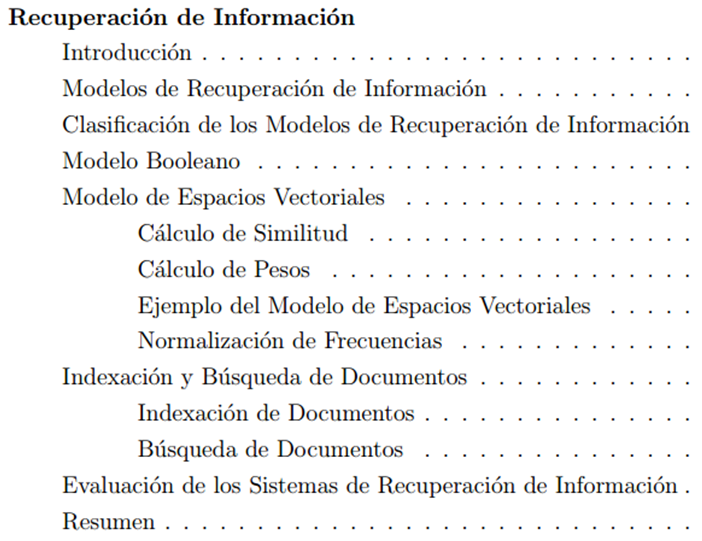 Recuperación de Información
Introducción . . . . . . . . . . . . . . . . . . . . . . . . . . .
Modelos de Recuperación de Información . . . . . . . . . . .
Clasificación de los Modelos de Recuperación de Información
Modelo Booleano . . . . . . . . . . . . . . . . . . . . . . . .
Modelo de Espacios Vectoriales . . . . . . . . . . . . . . . .
Cálculo de Similitud . . . . . . . . . . . . . . . . . .
Cálculo de Pesos . . . . . . . . . . . . . . . . . . . .
Ejemplo del Modelo de Espacios Vectoriales . . . . .
Normalización de Frecuencias . . . . . . . . . . . . .
Indexación y Búsqueda de Documentos . . . . . . . . . . . .
Indexación de Documentos . . . . . . . . . . . . . . .
Búsqueda de Documentos . . . . . . . . . . . . . . .
Evaluación de los Sistemas de Recuperación de Información .
Resumen . . . . . . . . . . . . . . . . . . . . . . . . . . . . .